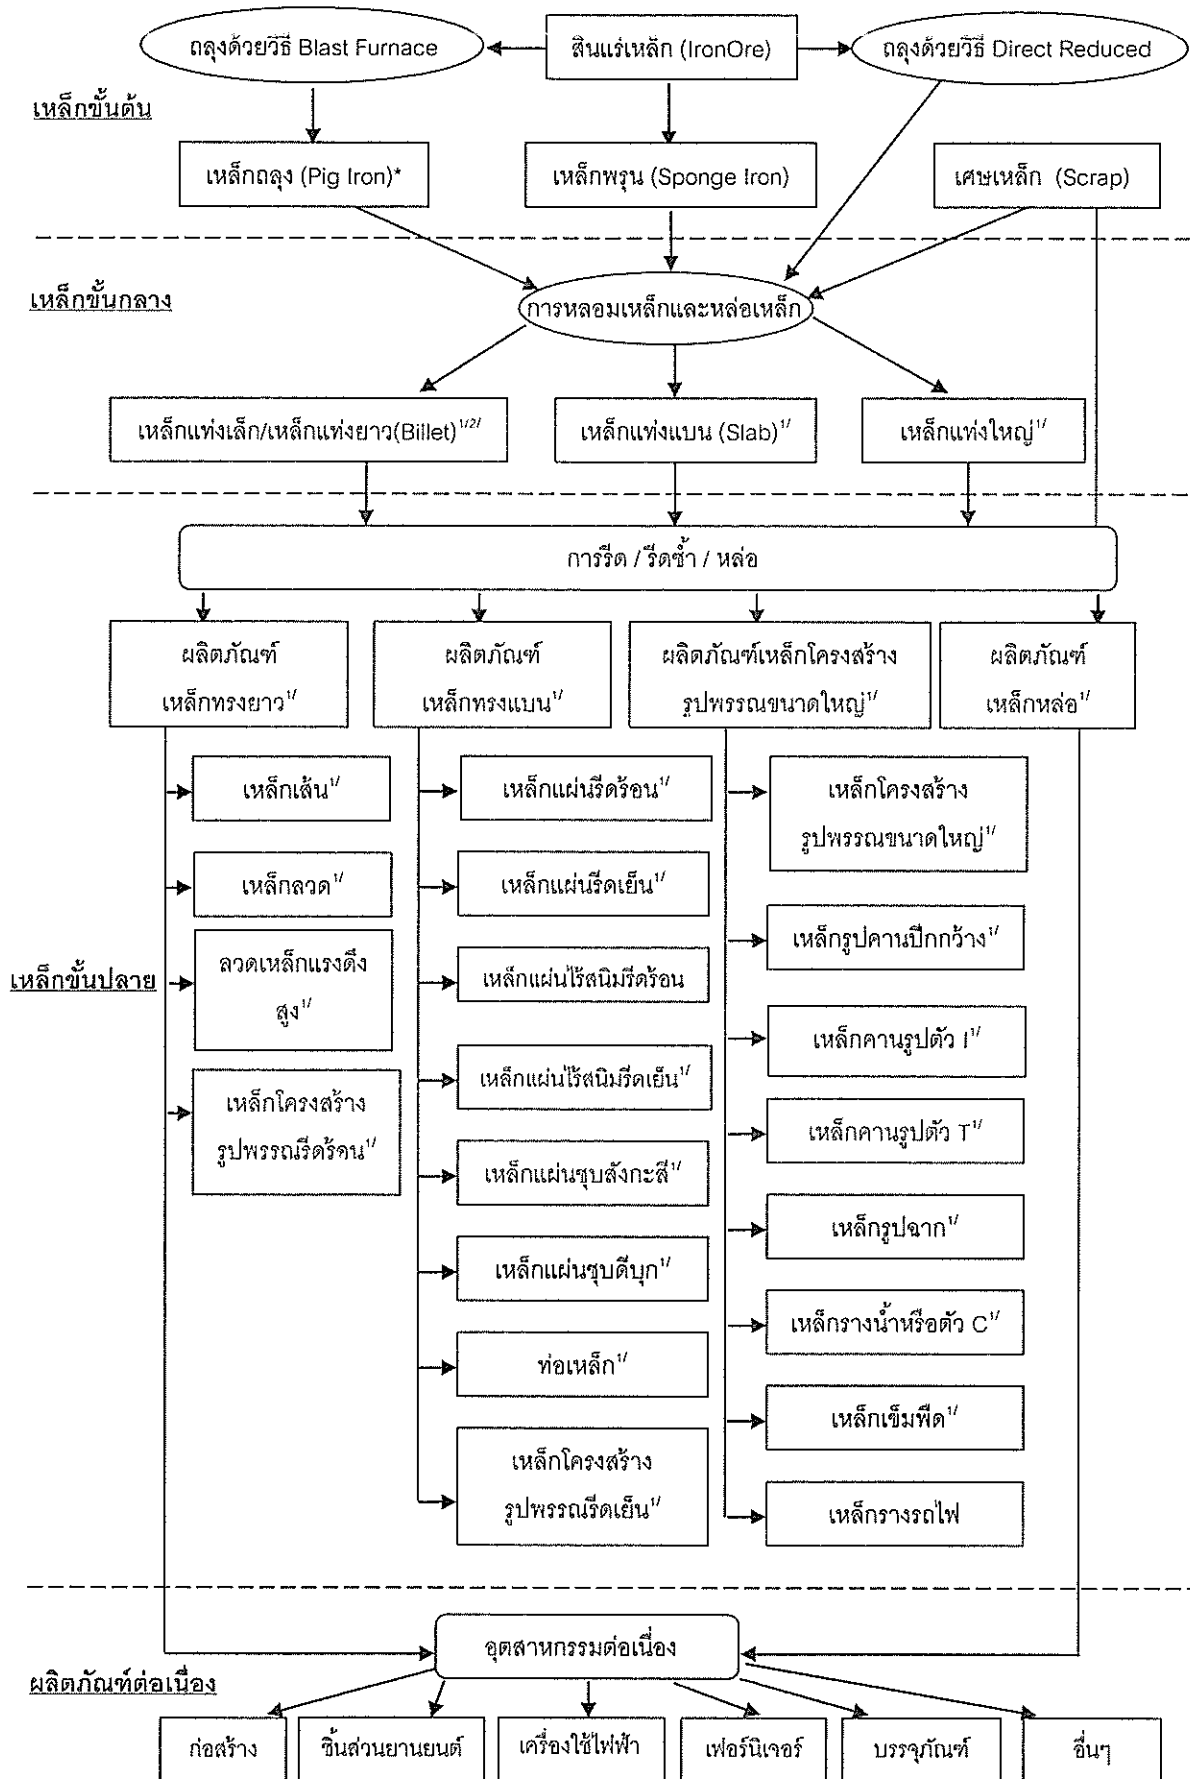 ถลุงด้วยวิธี Blast Furnace
สินแร่เหล็ก (IronOre)
ถลุงด้วยวิธี Direct Reduced
เหล็กขั้นต้น
เหล็กถลุง (Pig Iron)*
เหล็กพรุน (Sponge Iron)
เศษเหล็ก (Scrap)
เหล็กขั้นกลาง
การหลอมเหล็กและหล่อเหล็ก
เหล็กแท่งเล็ก/เหล็กแท่งยาว(Billet)1/2/
เหล็กแท่งแบน (Slab)1/
เหล็กแท่งใหญ่1/
การรีด / รีดซ้ำ / หล่อ
ผลิตภัณฑ์
เหล็กทรงยาว1/
ผลิตภัณฑ์
เหล็กทรงแบน1/
ผลิตภัณฑ์เหล็กโครงสร้าง
รูปพรรณขนาดใหญ่1/
ผลิตภัณฑ์
เหล็กหล่อ1/
เหล็กขั้นปลาย
เหล็กเส้น1/
เหล็กลวด1/
ลวดเหล็กแรงดึง
สูง1/
เหล็กโครงสร้าง
รูปพรรณรีดร้อน1/
เหล็กแผ่นรีดร้อน1/
เหล็กแผ่นรีดเย็น1/
เหล็กแผ่นไร้สนิมรีดร้อน
เหล็กแผ่นไร้สนิมรีดเย็น1/
เหล็กแผ่นชุบสังกะสี1/
เหล็กแผ่นชุบดีบุก1/
ท่อเหล็ก1/
เหล็กโครงสร้าง
รูปพรรณรีดเย็น1/
เหล็กโครงสร้าง
รูปพรรณขนาดใหญ่1/
เหล็กรูปคานปีกกว้าง1/
เหล็กคานรูปตัว I1/
เหล็กคานรูปตัว T1/
เหล็กรูปฉาก1/
เหล็กรางน้ำหรือตัว C1/
เหล็กเข็มพืด1/
เหล็กรางรถไฟ
อุตสาหกรรมต่อเนื่อง
ผลิตภัณฑ์ต่อเนื่อง
ก่อสร้าง
ชิ้นส่วนยานยนต์
เครื่องใช้ไฟฟ้า
เฟอร์นิเจอร์
บรรจุภัณฑ์
อื่นๆ